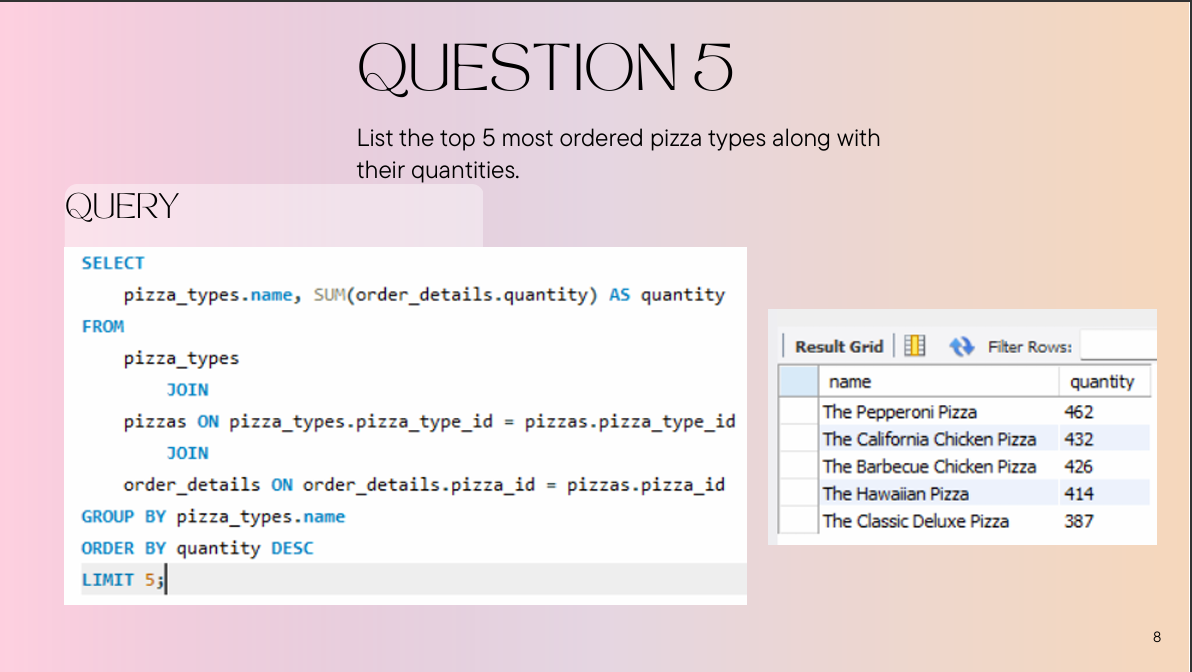 QUESTION 5
List the top 5 most ordered pizza types along with
their quantities.
QUERY
SELECT
pizza_types.name, SUM(order_details.quantity) AS quantity
FROM
pizza_types
JOIN
pizzas ON pizza_types.pizza_type_id = pizzas.pizza_type_id
JOIN
order_details ON order_details.pizza_id = pizzas.pizza_id
GROUP BY pizza_types.name
ORDER BY quantity DESC
LIMIT 5;
Result Grid Filter Rows:
name quantity
The Pepperoni Pizza 462
The California Chicken Pizza 432
The Barbecue Chicken Pizza 426
The Hawaiian Pizza 414
The Classic Deluxe Pizza 387
8